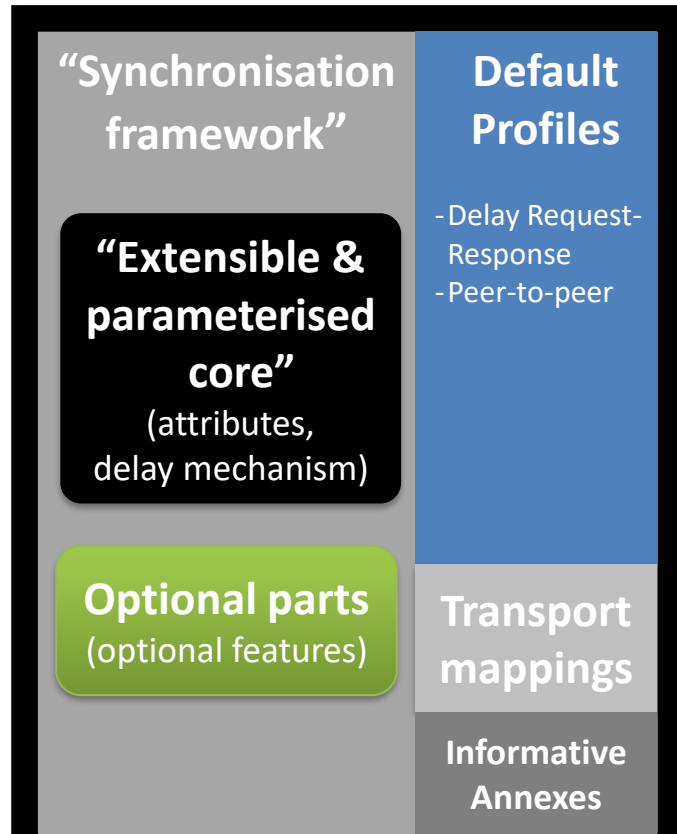 “Synchronisation
framework”
“Extensible &
parameterised
core”
(attributes,
delay mechanism)
Optional parts
(optional features)
Default
Profiles
-Delay Request-
Response
-Peer-to-peer
Transport
mappings
Informative
Annexes